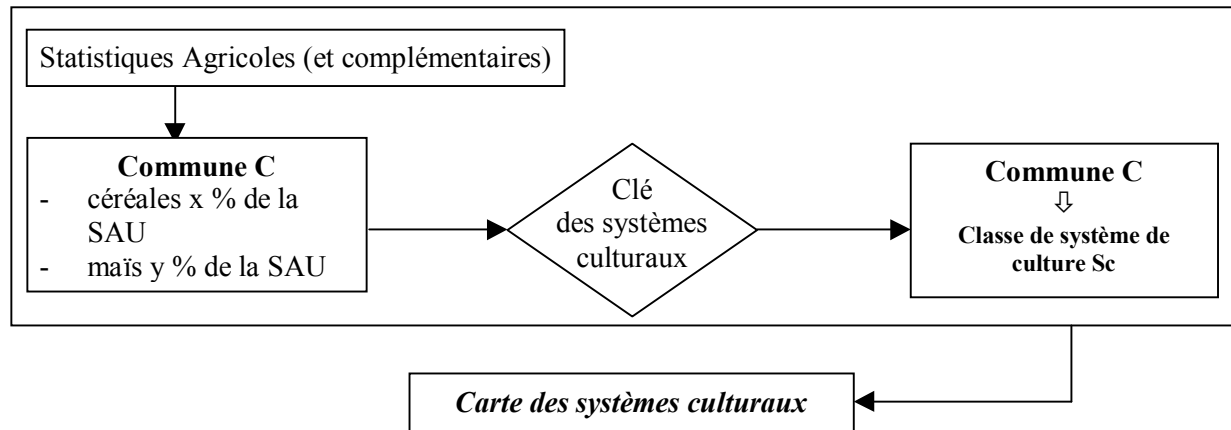 Statistiques Agricoles (et complémentaires)
Commune C
- céréales x % de la
SAU
- maïs y % de la SAU
Clé
des systèmes
culturaux
Commune C
⇩
Classe de système de
culture Sc
Carte des systèmes culturaux